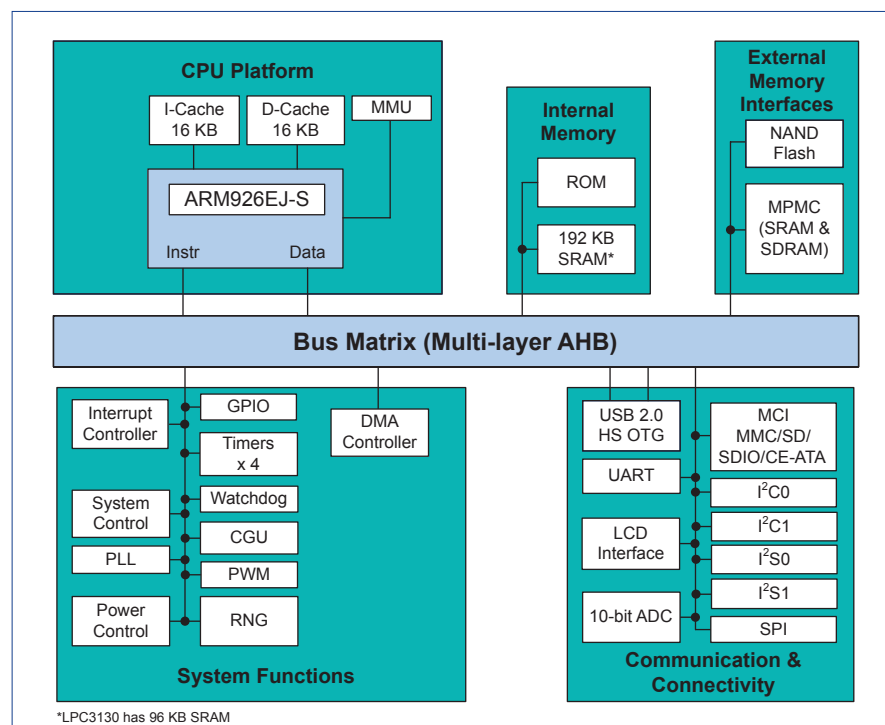 CPU Platform
I-Cache
16 KB
D-Cache
16 KB
MMU
ARM926EJ-S
Instr
Data
Internal
Memory
ROM
192 KB
SRAM*
External
Memory
Interfaces
NAND
Flash
MPMC
(SRAM &
SDRAM)
Bus Matrix (Multi-layer AHB)
Interrupt
Controller
GPIO
Timers
x 4
System
Control
Watchdog
CGU
PLL
PWM
Power
Control
RNG
DMA
Controller
System Functions
USB 2.0
HS OTG
UART
LCD
Interface
10-bit ADC
MCI
MMC/SD/
SDIO/CE-ATA
I²C0
I²C1
I²S0
I²S1
SPI
Communication &
Connectivity
*LPC3130 has 96 KB SRAM